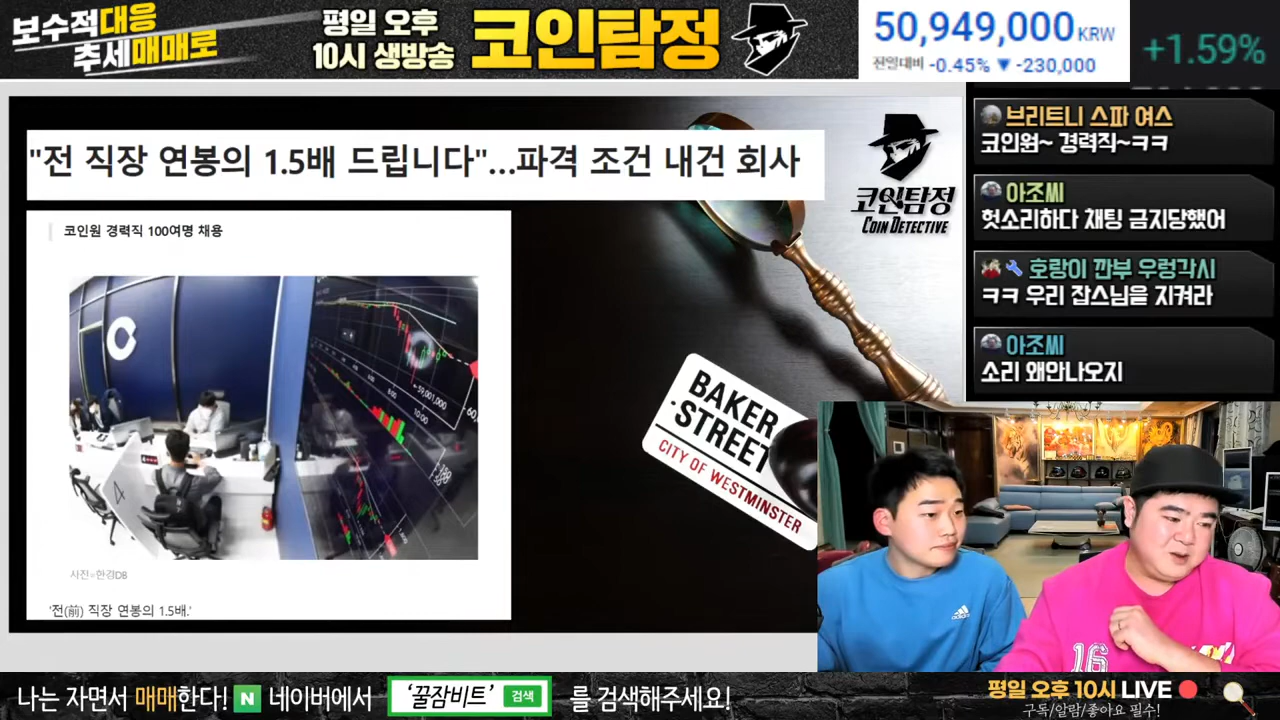 보수적대응
추세매매로
평일 오후
10시 생방송
코인탐정
50,949,000 KRW
전일대비 -0.45% ▼ -230,000
+1.59%
"전 직장 연봉의 1.5배 드립니다"...파격 조건 내건 회사
코인원 경력직 100여명 채용
사진=한경DB
'전(前) 직장 연봉의 1.5배.'
코인탐정
COIN DETECTIVE
BAKER
STREET
CITY OF WESTMINSTER
브리트니 스파 여스
코인원~ 경력직~ㅋㅋ
아조씨
헛소리하다 채팅 금지당했어
호랑이 깐부 우렁각시
ㅋㅋ 우리 잡스님을 지켜라
아조씨
소리 왜안나오지
adidas
16
나는 자면서 매매한다! N 네이버에서 '꿀잠비트' 검색 를 검색해주세요!
평일 오후 10시 LIVE
구독/알람/좋아요 필수!